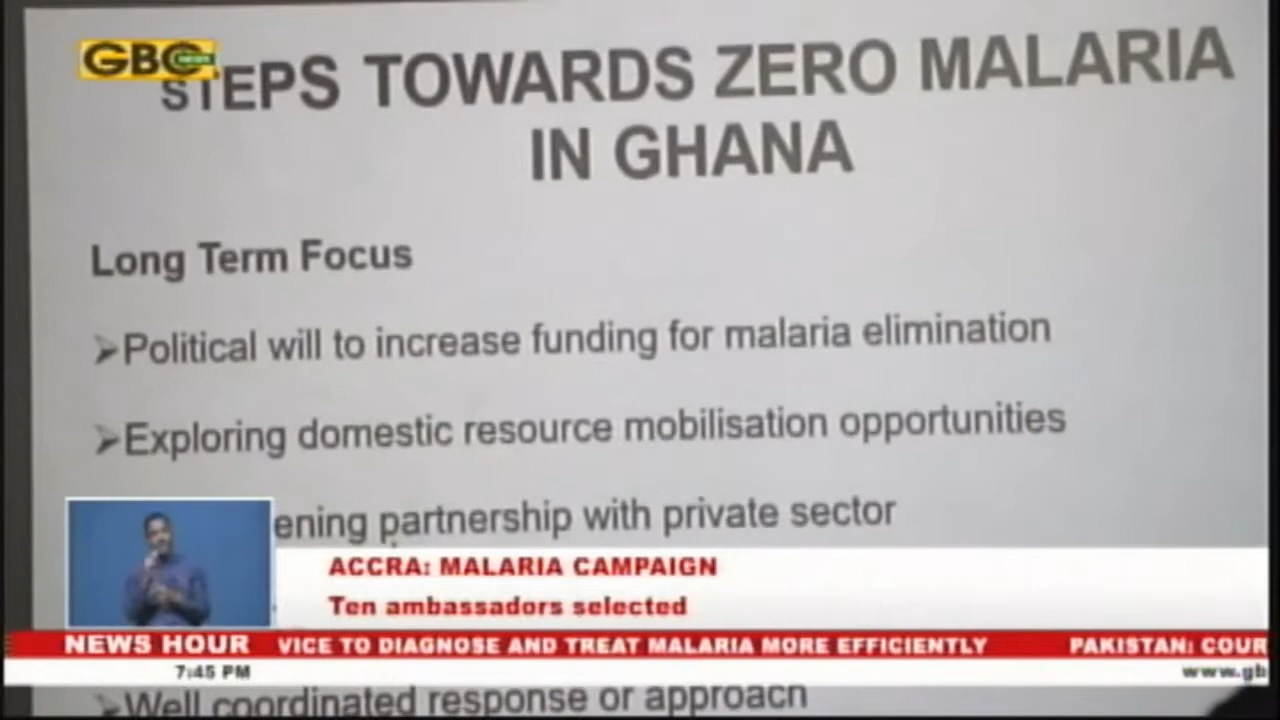 GBC NEWS
STEPS TOWARDS ZERO MALARIA
IN GHANA
Long Term Focus
➢Political will to increase funding for malaria elimination
➢Exploring domestic resource mobilisation opportunities
ening partnership with private sector
ACCRA: MALARIA CAMPAIGN
Ten ambassadors selected
NEWS HOUR VICE TO DIAGNOSE AND TREAT MALARIA MORE EFFICIENTLY PAKISTAN: COUR
7:45 PM www.gb
➢Well coordinated response or approach